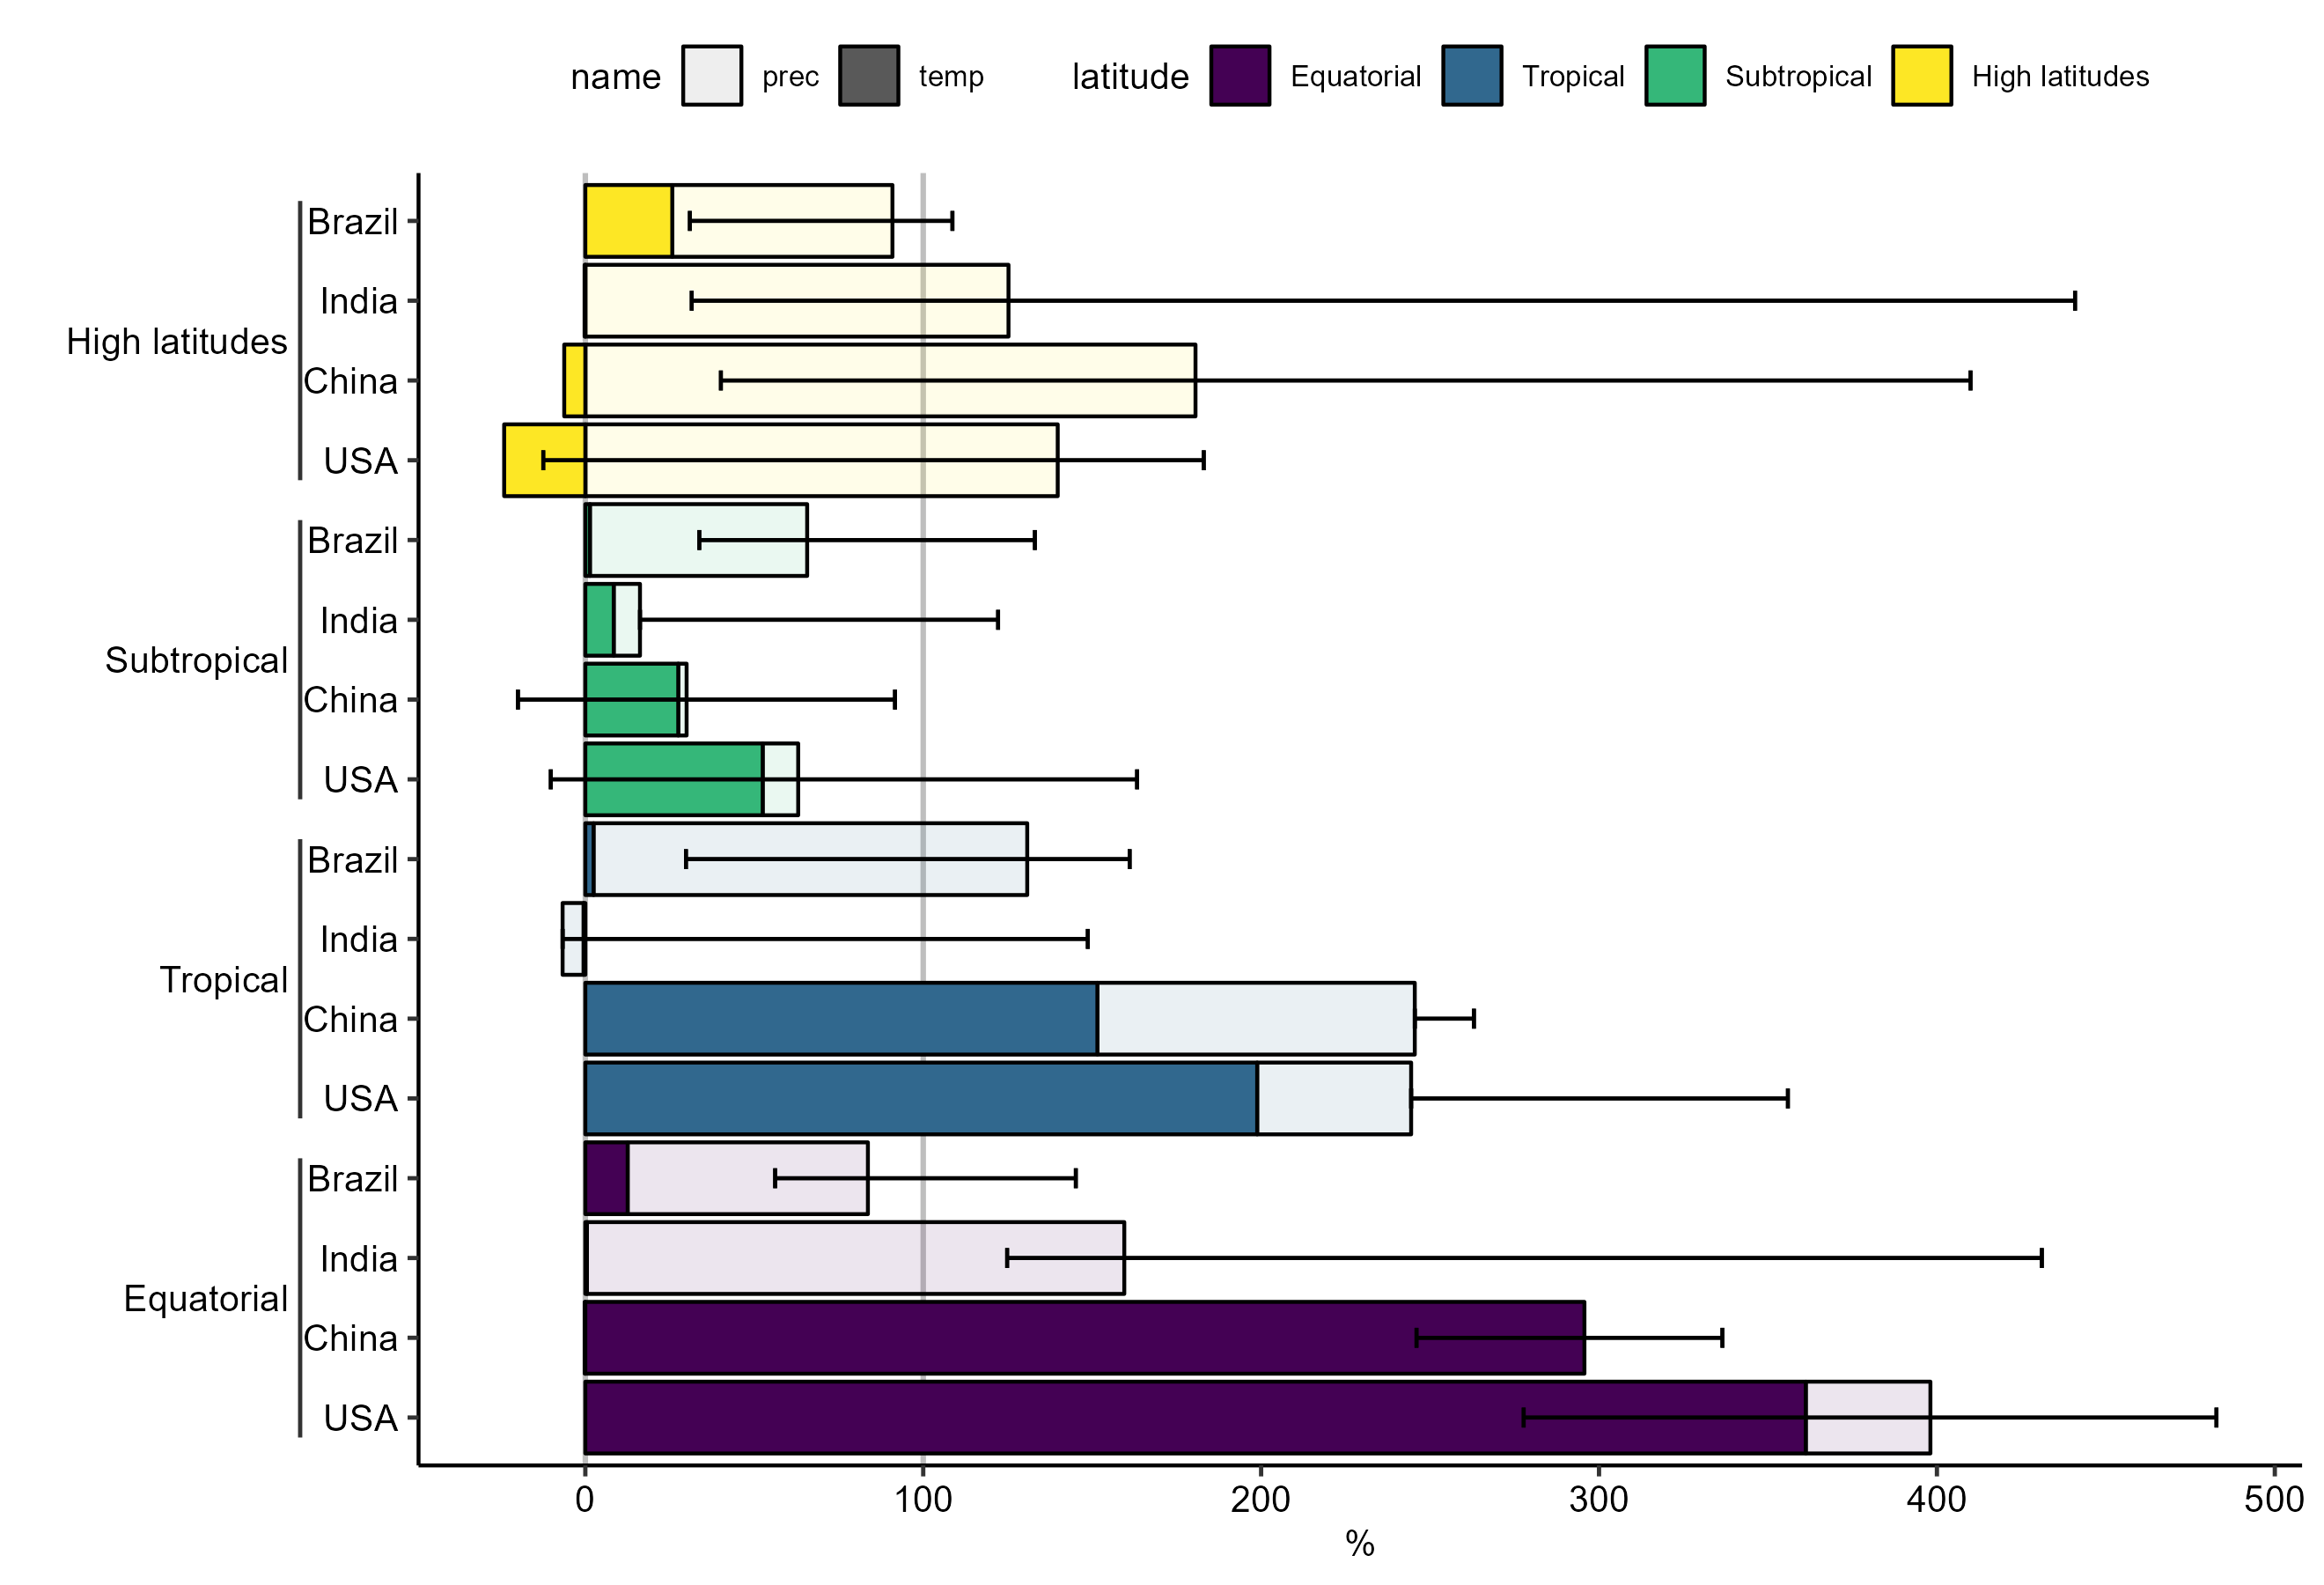 name prec temp latitude Equatorial Tropical Subtropical High latitudes
High latitudes
Brazil
India
China
USA
Subtropical
Brazil
India
China
USA
Tropical
Brazil
India
China
USA
Equatorial
Brazil
India
China
USA
0 100 200 300 400 500
%